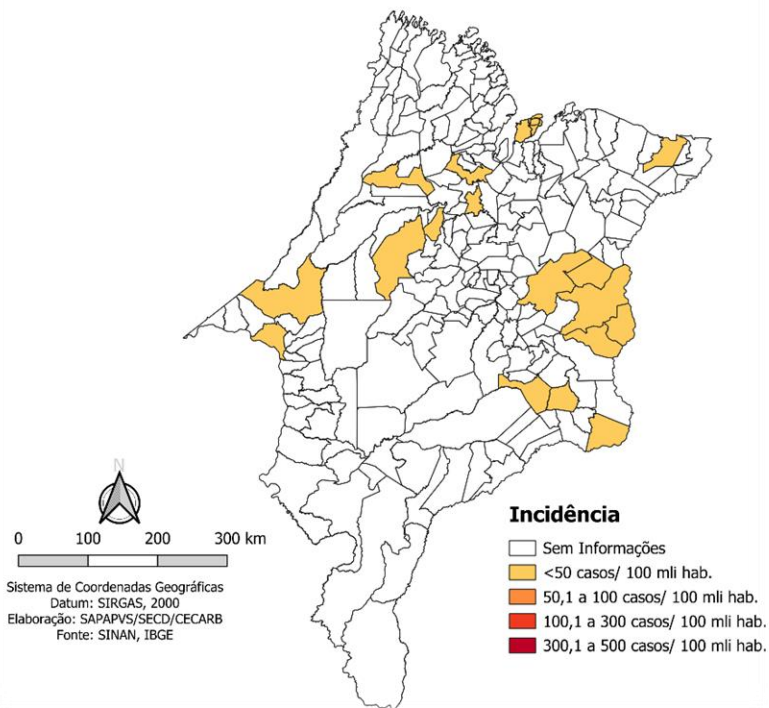 N
0 100 200 300 km
Sistema de Coordenadas Geográficas
Datum: SIRGAS, 2000
Elaboração: SAPAPVS/SECD/CECARB
Fonte: SINAN, IBGE
Incidência
Sem Informações
<50 casos/ 100 mli hab.
50,1 a 100 casos/ 100 mli hab.
100,1 a 300 casos/ 100 mli hab.
300,1 a 500 casos/ 100 mli hab.